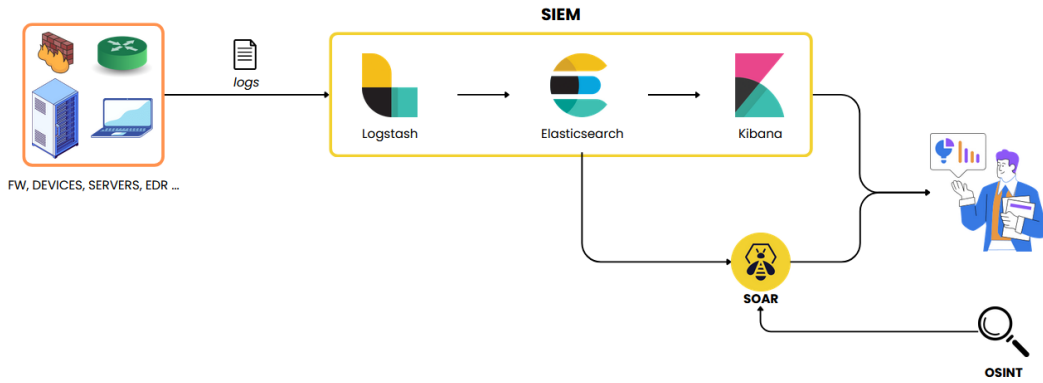 SIEM
logs
Logstash
Elasticsearch
Kibana
FW, DEVICES, SERVERS, EDR ...
SOAR
OSINT